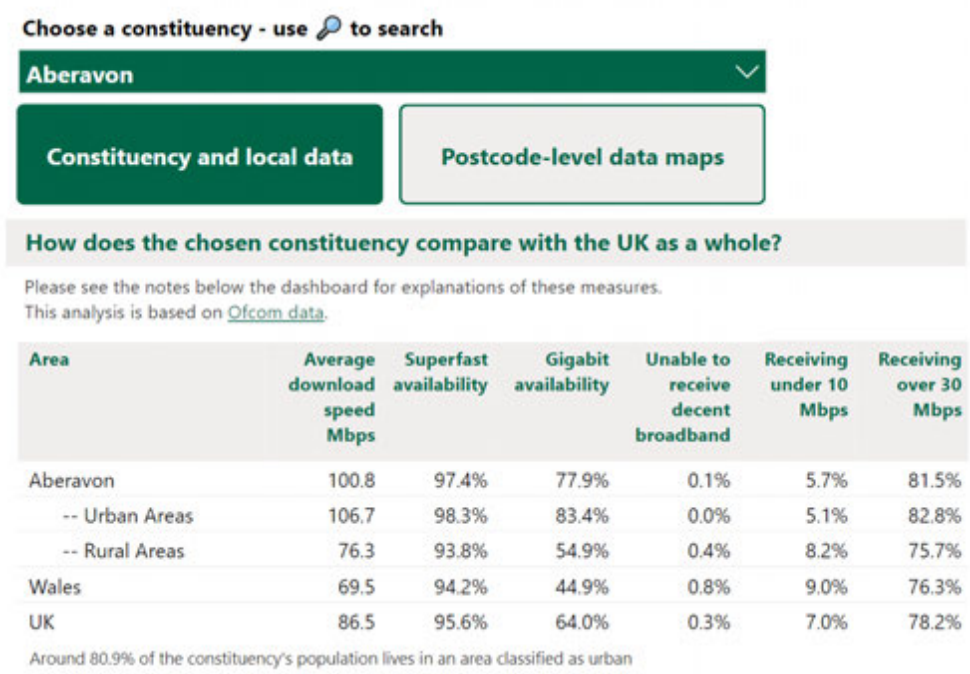 Choose a constituency - use 🔎 to search
Aberavon
Constituency and local data
Postcode-level data maps
How does the chosen constituency compare with the UK as a whole?
Please see the notes below the dashboard for explanations of these measures.
This analysis is based on Ofcom data.
Area Average download speed Mbps Superfast availability Gigabit availability Unable to receive decent broadband Receiving under 10 Mbps Receiving over 30 Mbps
Aberavon 100.8 97.4% 77.9% 0.1% 5.7% 81.5%
-- Urban Areas 106.7 98.3% 83.4% 0.0% 5.1% 82.8%
-- Rural Areas 76.3 93.8% 54.9% 0.4% 8.2% 75.7%
Wales 69.5 94.2% 44.9% 0.8% 9.0% 76.3%
UK 86.5 95.6% 64.0% 0.3% 7.0% 78.2%
Around 80.9% of the constituency's population lives in an area classified as urban